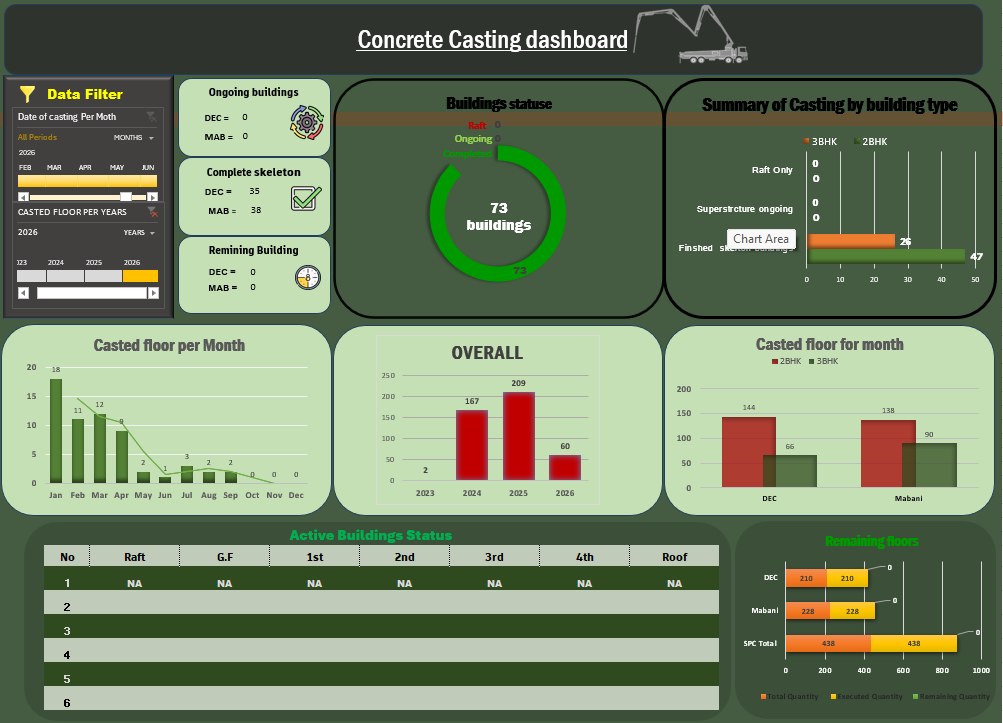 Concrete Casting dashboard
Data Filter
Date of casting Per Moth
All Periods MONTHS
2026
FEB MAR APR MAY JUN
CASTED FLOOR PER YEARS
2026 YEARS
2024 2025 2026
Ongoing buildings
DEC = 0
MAB = 0
Complete skeleton
DEC = 35
MAB = 38
Remining Building
DEC = 0
MAB = 0
Buildings statuse
Raft 0
Ongoing 0
Completed
73
buildings
73
Summary of Casting by building type
3BHK 2BHK
Raft Only 0
0
Superstrcture ongoing 0
0
Chart Area
Finshed
26
47
0 10 20 30 40 50
Casted floor per Month
20
15
10
5
0
18 11 12 9 2 1 3 2 2 0 0 0
Jan Feb Mar Apr May Jun Jul Aug Sep Oct Nov Dec
OVERALL
250
200
150
100
50
0
2 167 209 60
2023 2024 2025 2026
Casted floor for month
2BHK 3BHK
200
150
100
50
0
144 66 138 90
DEC Mabani
Active Buildings Status
No Raft G.F 1st 2nd 3rd 4th Roof
1 NA NA NA NA NA NA NA
2
3
4
5
6
Remaining floors
DEC 210 210 0
Mabani 228 228 0
SPC Total 438 438 0
0 200 400 600 800 1000
Total Quantity Executed Quantity Remaining Quantity